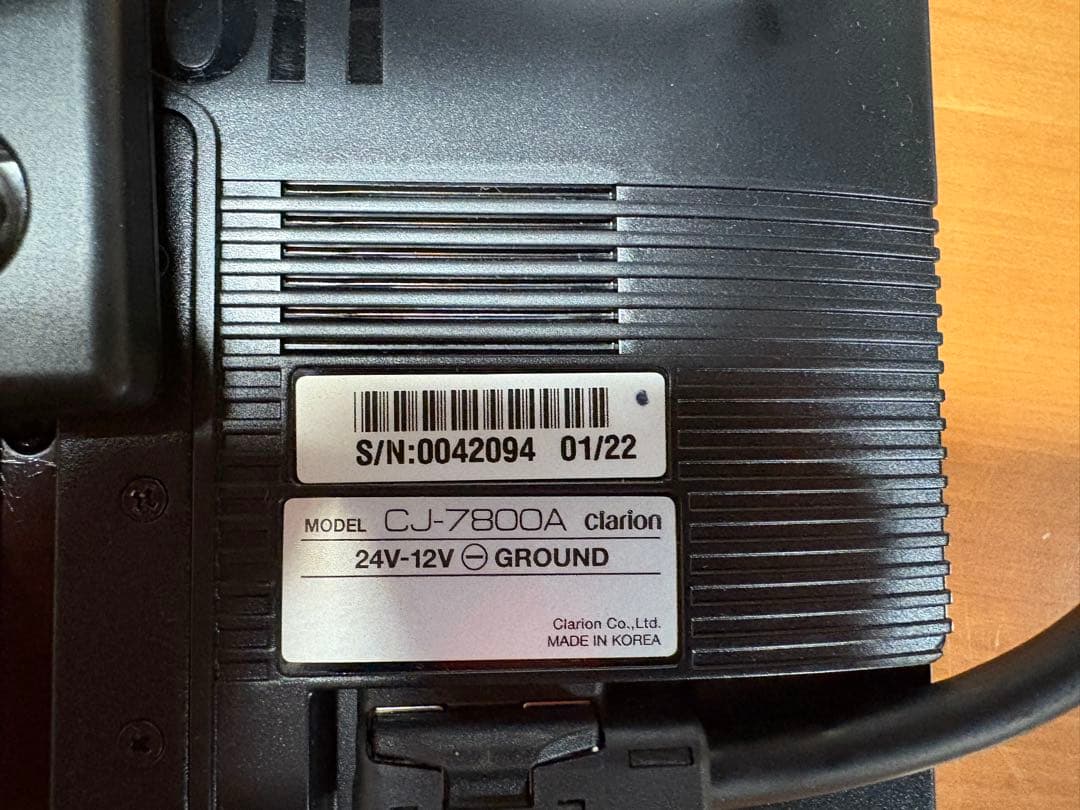 S/N:0042094 01/22
MODEL CJ-7800A clarion
24V-12V ⊖ GROUND
Clarion Co.,Ltd.
MADE IN KOREA